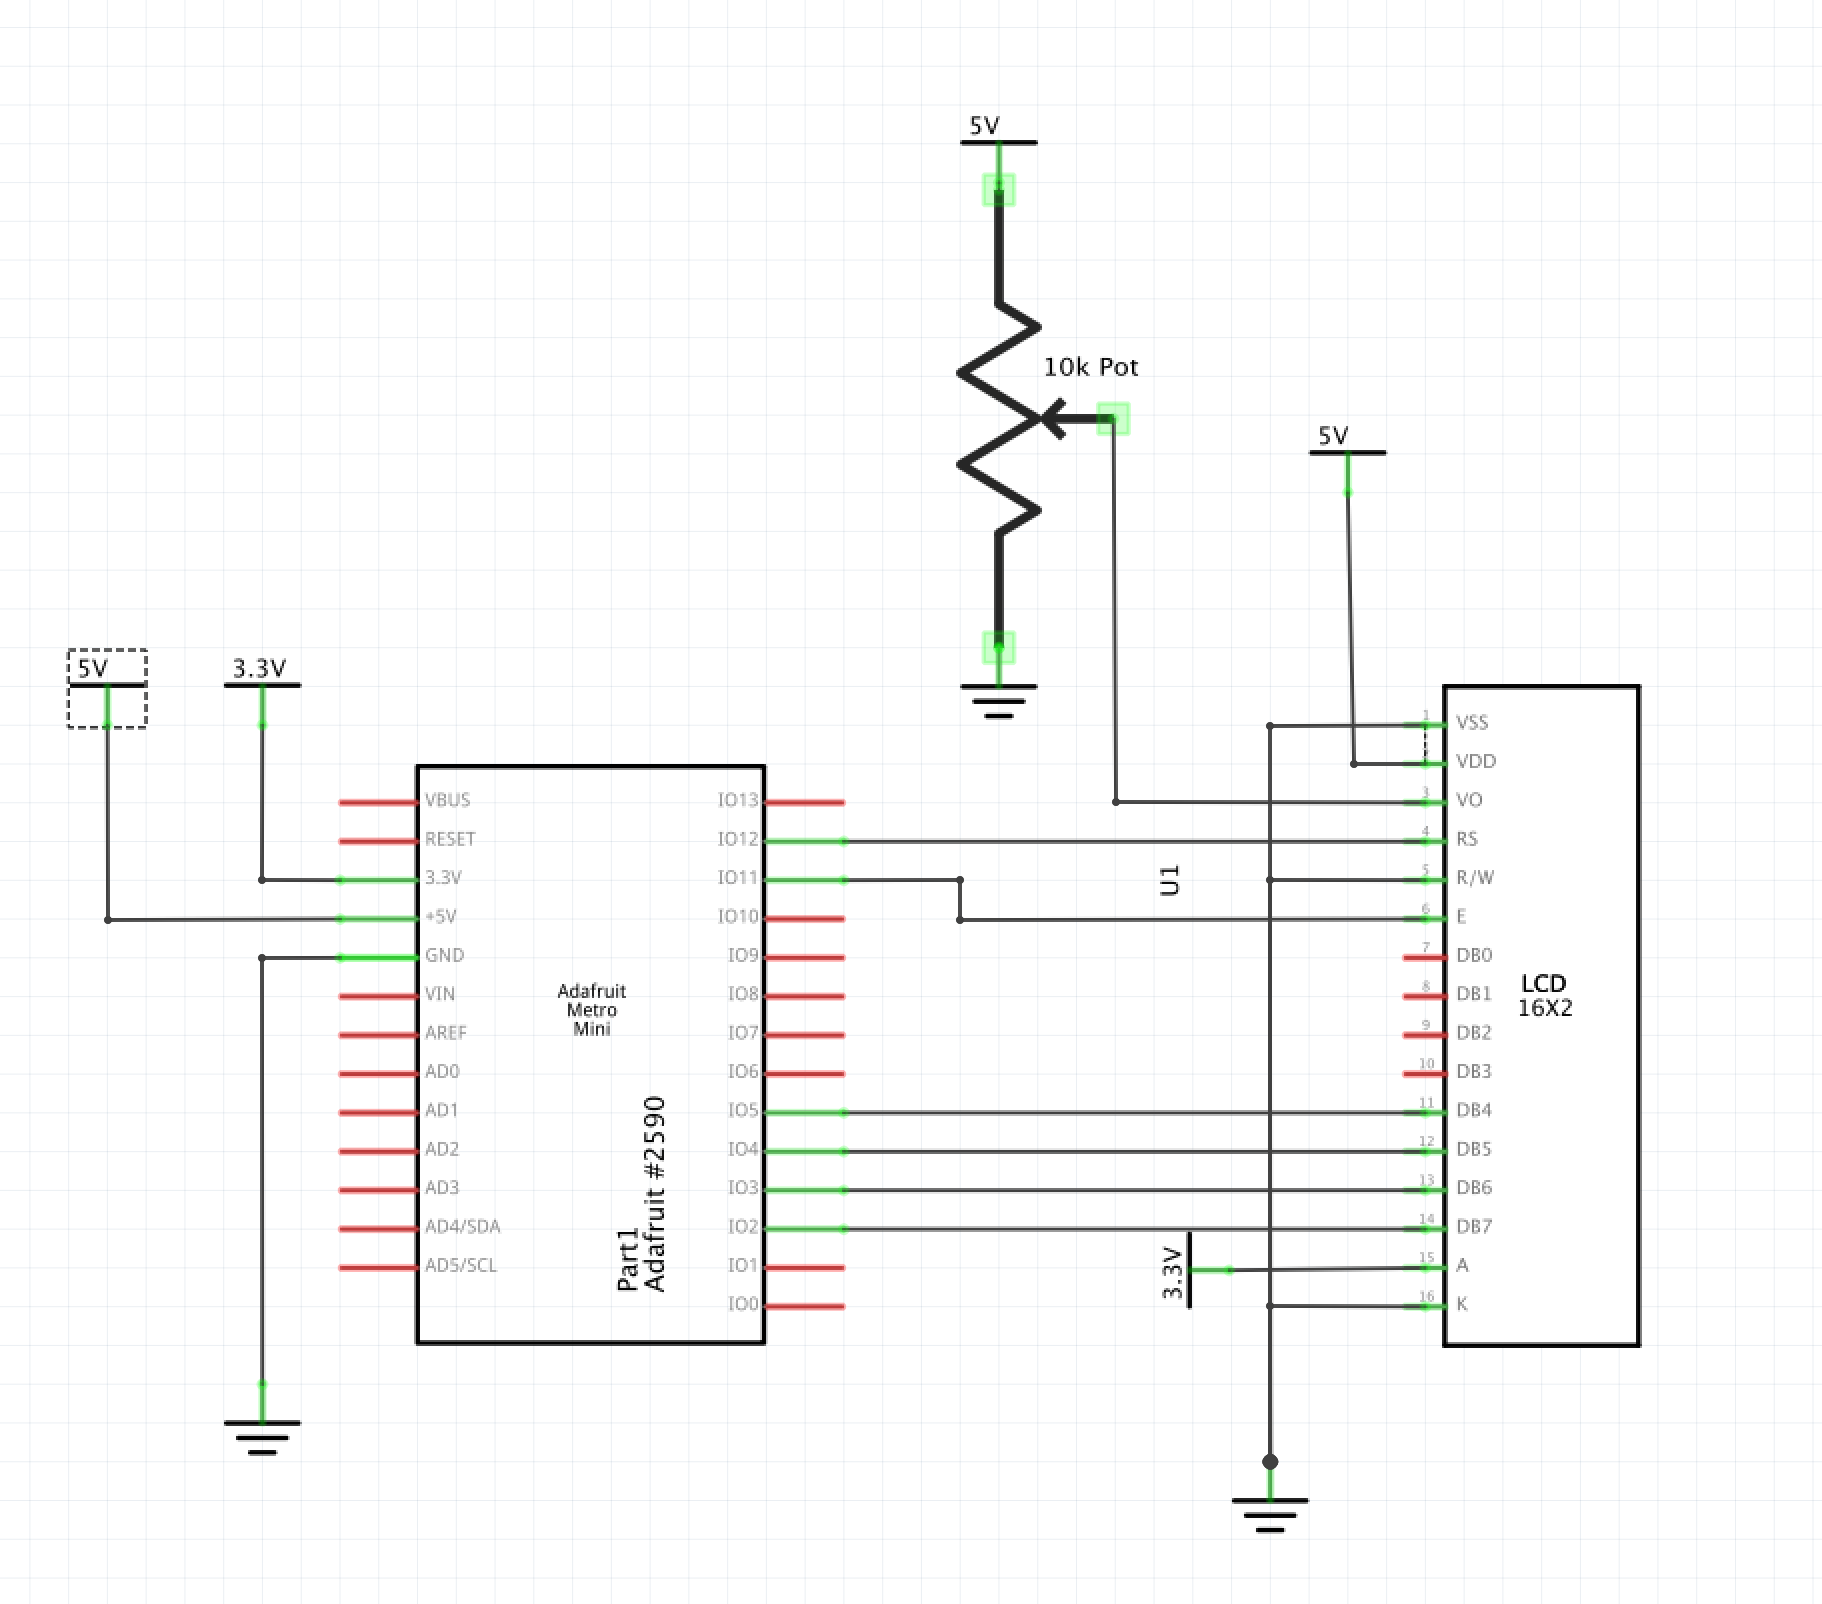 5V
10k Pot
5V
5V
3.3V
VBUS
RESET
3.3V
+5V
GND
VIN
AREF
AD0
AD1
AD2
AD3
AD4/SDA
AD5/SCL
Adafruit
Metro
Mini
Part1
Adafruit #2590
IO13
IO12
IO11
IO10
IO9
IO8
IO7
IO6
IO5
IO4
IO3
IO2
IO1
IO0
U1
3.3V
1 VSS
VDD
3 VO
4 RS
5 R/W
6 E
7 DB0
8 DB1
9 DB2
10 DB3
11 DB4
12 DB5
13 DB6
14 DB7
15 A
16 K
LCD
16X2